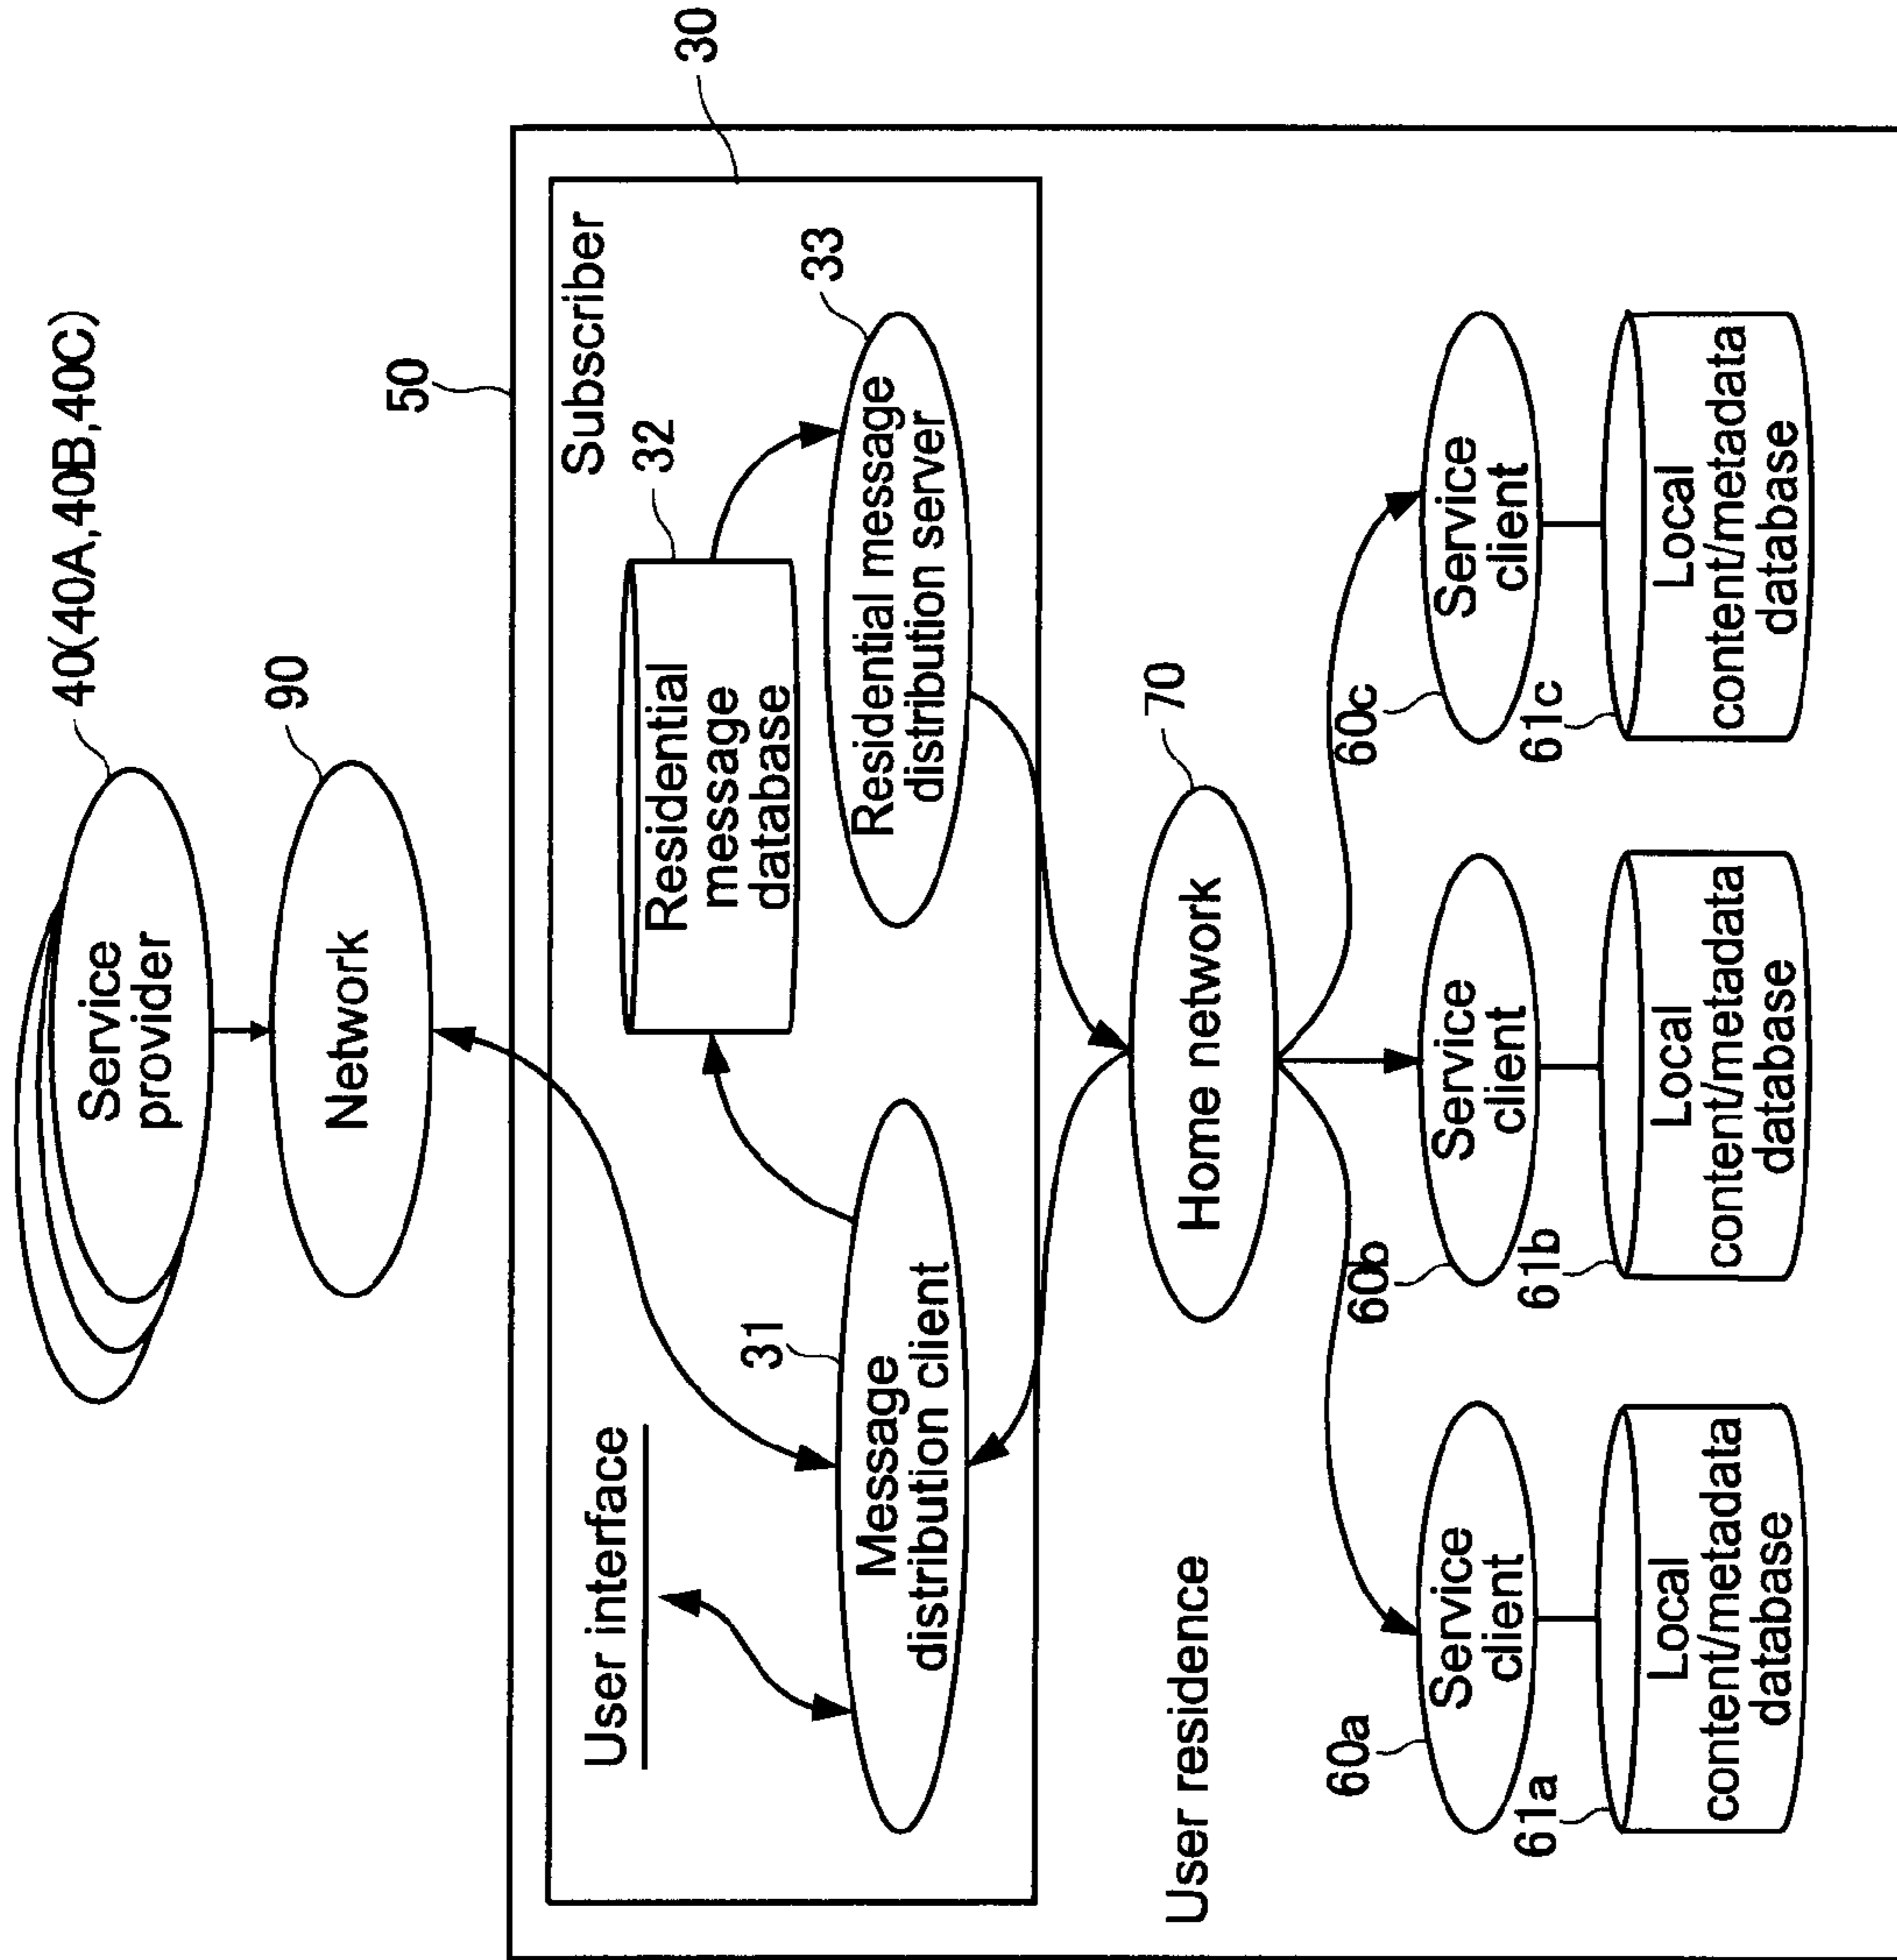 40(40A,40B,40C)
Service
provider
90
Network
50
30
Subscriber
User interface
32
Residential
message
database
31
Message
distribution client
33
Residential message
distribution server
70
Home network
User residence
60a
Service
client
61a
Local
content/metadata
database
60b
Service
client
61b
Local
content/metadata
database
60c
Service
client
61c
Local
content/metadata
database